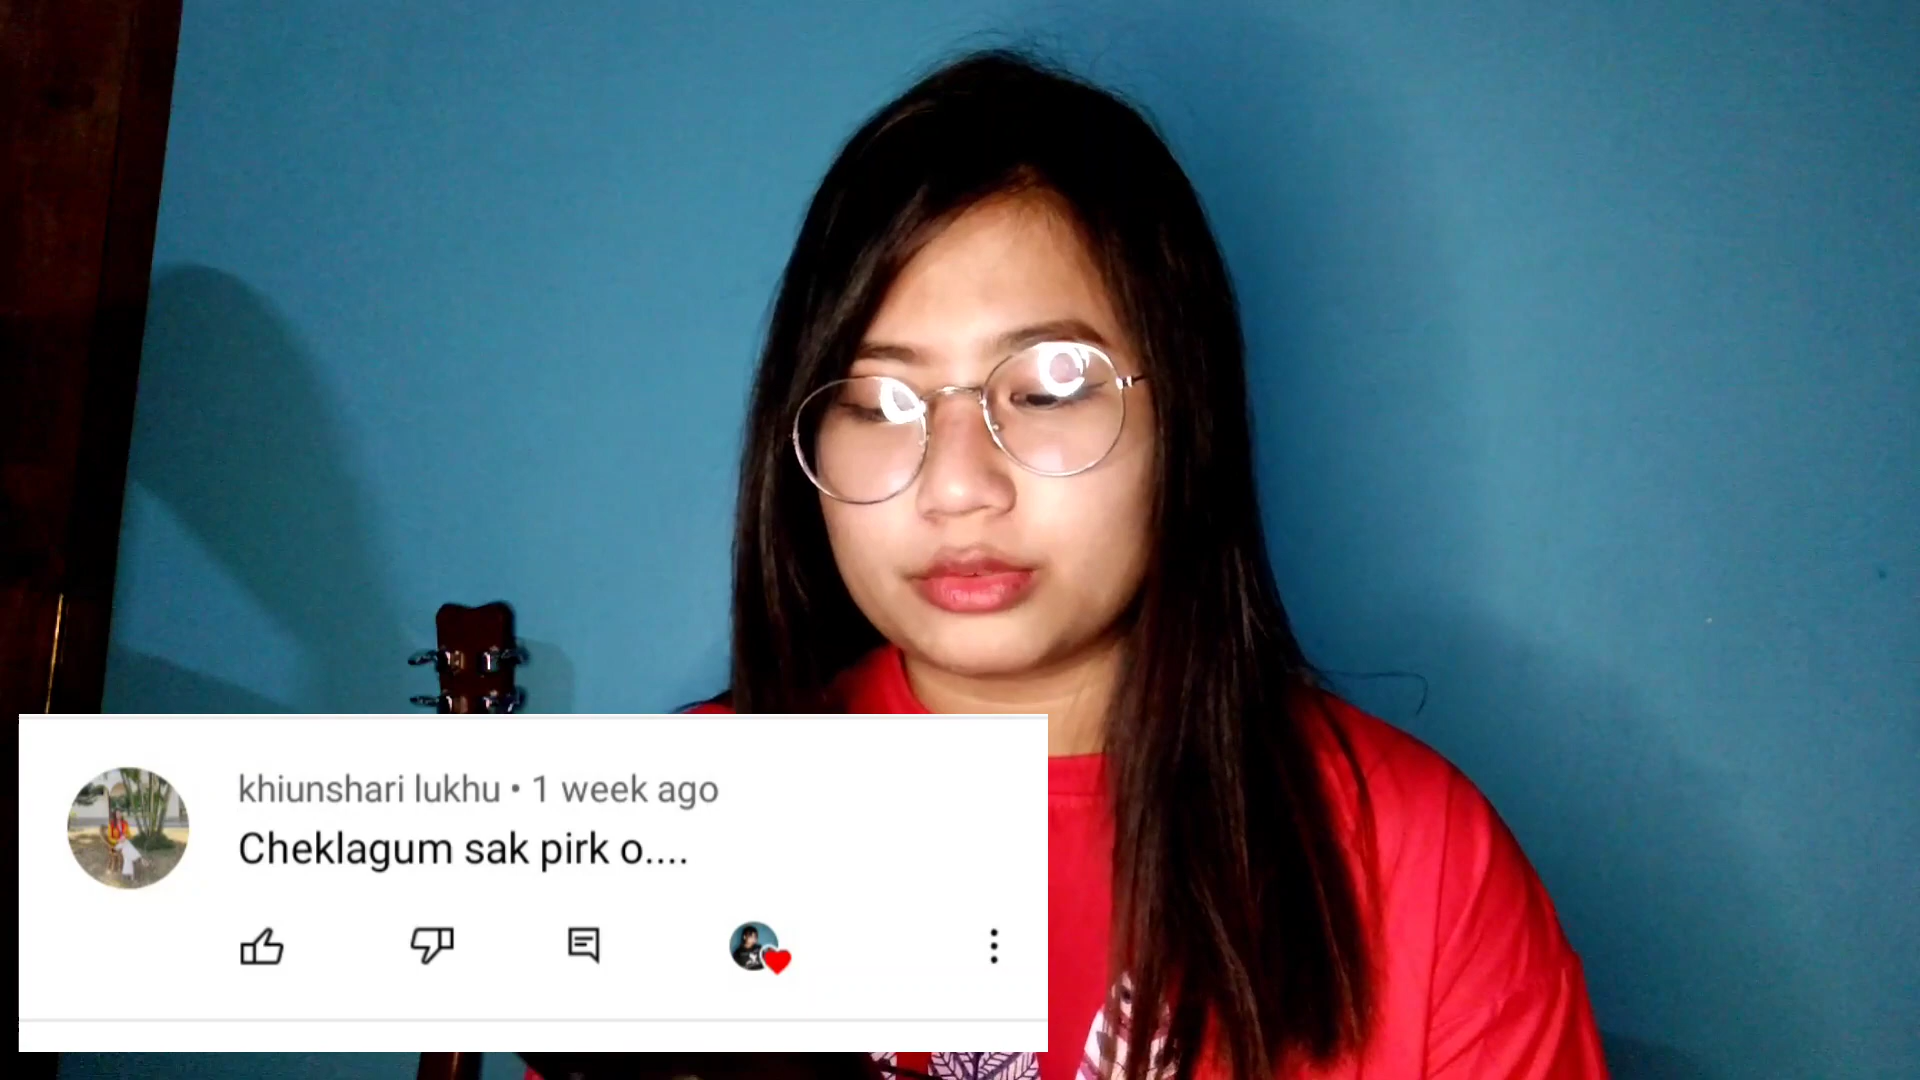 khiunshari lukhu • 1 week ago
Cheklagum sak pirk o....